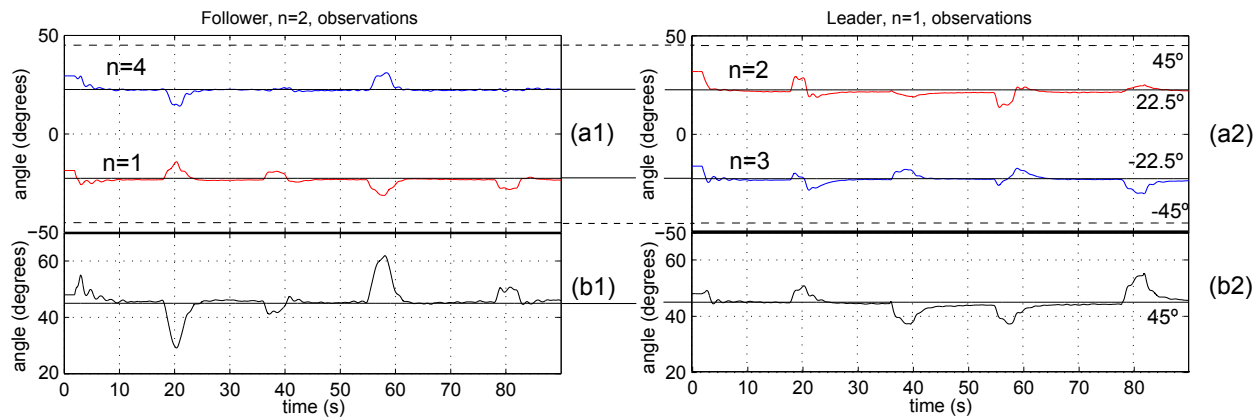 Follower, n=2, observations
Leader, n=1, observations
50
0
−50
angle (degrees)
n=4
n=1
(a1)
50
0
−50
angle (degrees)
n=2
n=3
45º
22.5º
-22.5º
-45º
(a2)
60
40
20
angle (degrees)
(b1)
0 10 20 30 40 50 60 70 80
time (s)
60
40
20
angle (degrees)
45º
(b2)
0 10 20 30 40 50 60 70 80
time (s)